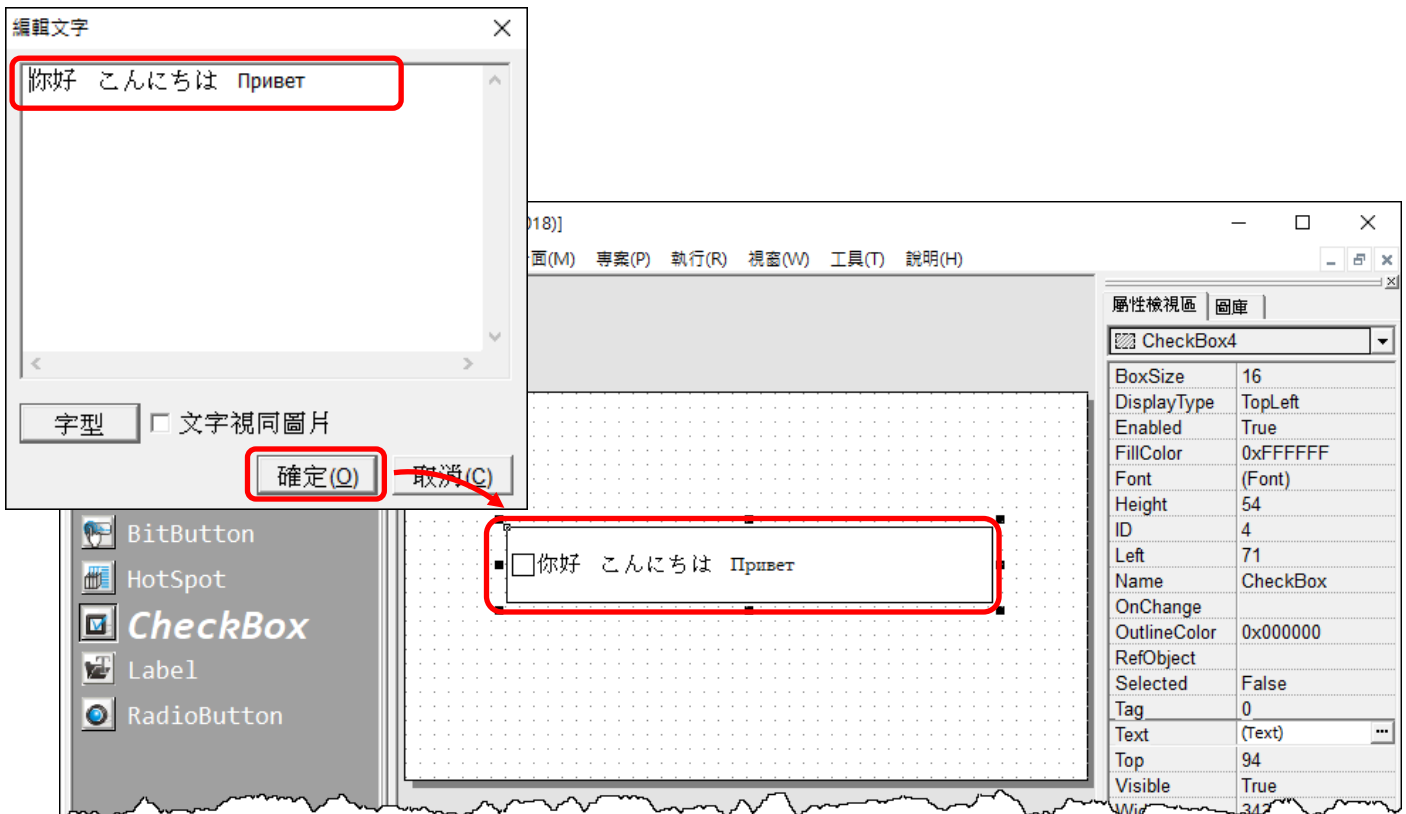 編輯文字
你好 こんにちは Привет
字型
文字視同圖片
確定(O)
取消(C)
018)]
面(M) 專案(P) 執行(R) 視窗(W) 工具(T) 說明(H)
BitButton
HotSpot
CheckBox
Label
RadioButton
你好 こんにちは Привет
屬性檢視區 圖庫
CheckBox4
BoxSize 16
DisplayType TopLeft
Enabled True
FillColor 0xFFFFFF
Font (Font)
Height 54
ID 4
Left 71
Name CheckBox
OnChange
OutlineColor 0x000000
RefObject
Selected False
Tag 0
Text (Text) ...
Top 94
Visible True